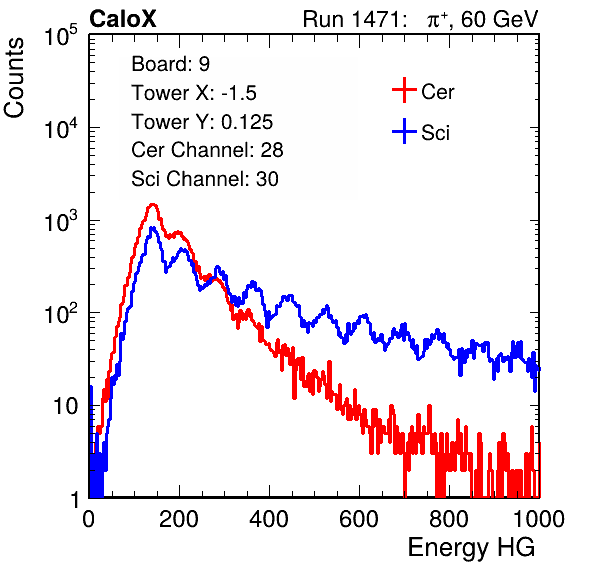 CaloX Run 1471: π⁺, 60 GeV
Counts
Board: 9
Tower X: -1.5
Tower Y: 0.125
Cer Channel: 28
Sci Channel: 30
Cer
Sci
10⁵
10⁴
10³
10²
10
1
0 200 400 600 800 1000
Energy HG